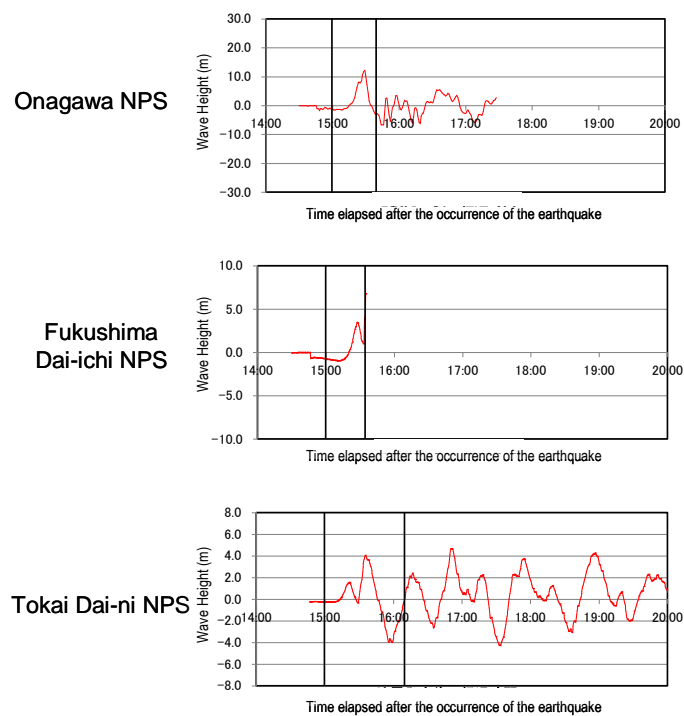 30.0
20.0
10.0
0.0
−10.0
−20.0
−30.0
14:00 15:00 16:00 17:00 18:00 19:00 20:00
Wave Height (m)
Onagawa NPS
Time elapsed after the occurrence of the earthquake
10.0
5.0
0.0
−5.0
−10.0
14:00 15:00 16:00 17:00 18:00 19:00 20:00
Wave Height (m)
Fukushima
Dai-ichi NPS
Time elapsed after the occurrence of the earthquake
8.0
6.0
4.0
2.0
0.0
−2.0
−4.0
−6.0
−8.0
14:00 15:00 16:00 17:00 18:00 19:00 20:00
Wave Height (m)
Tokai Dai-ni NPS
Time elapsed after the occurrence of the earthquake